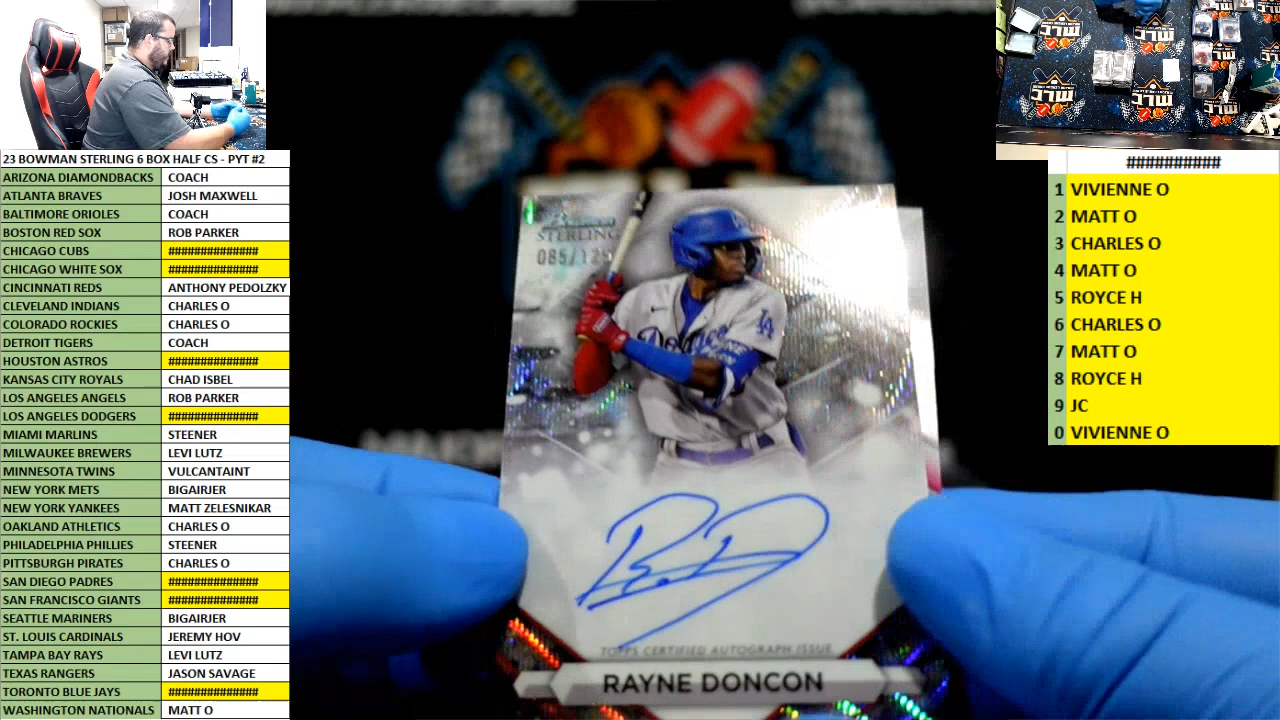 23 BOWMAN STERLING 6 BOX HALF CS - PYT #2
ARIZONA DIAMONDBACKS COACH
ATLANTA BRAVES JOSH MAXWELL
BALTIMORE ORIOLES COACH
BOSTON RED SOX ROB PARKER
CHICAGO CUBS ##############
CHICAGO WHITE SOX ##############
CINCINNATI REDS ANTHONY PEDOLZKY
CLEVELAND INDIANS CHARLES O
COLORADO ROCKIES CHARLES O
DETROIT TIGERS COACH
HOUSTON ASTROS ##############
KANSAS CITY ROYALS CHAD ISBEL
LOS ANGELES ANGELS ROB PARKER
LOS ANGELES DODGERS ##############
MIAMI MARLINS STEENER
MILWAUKEE BREWERS LEVI LUTZ
MINNESOTA TWINS VULCANTAINT
NEW YORK METS BIGAIRJER
NEW YORK YANKEES MATT ZELESNIKAR
OAKLAND ATHLETICS CHARLES O
PHILADELPHIA PHILLIES STEENER
PITTSBURGH PIRATES CHARLES O
SAN DIEGO PADRES ##############
SAN FRANCISCO GIANTS ##############
SEATTLE MARINERS BIGAIRJER
ST. LOUIS CARDINALS JEREMY HOV
TAMPA BAY RAYS LEVI LUTZ
TEXAS RANGERS JASON SAVAGE
TORONTO BLUE JAYS ##############
WASHINGTON NATIONALS MATT O
Bowman
STERLING
085/125
LA
TOPPS CERTIFIED AUTOGRAPH ISSUE
RAYNE DONCON
##########
1 VIVIENNE O
2 MATT O
3 CHARLES O
4 MATT O
5 ROYCE H
6 CHARLES O
7 MATT O
8 ROYCE H
9 JC
0 VIVIENNE O